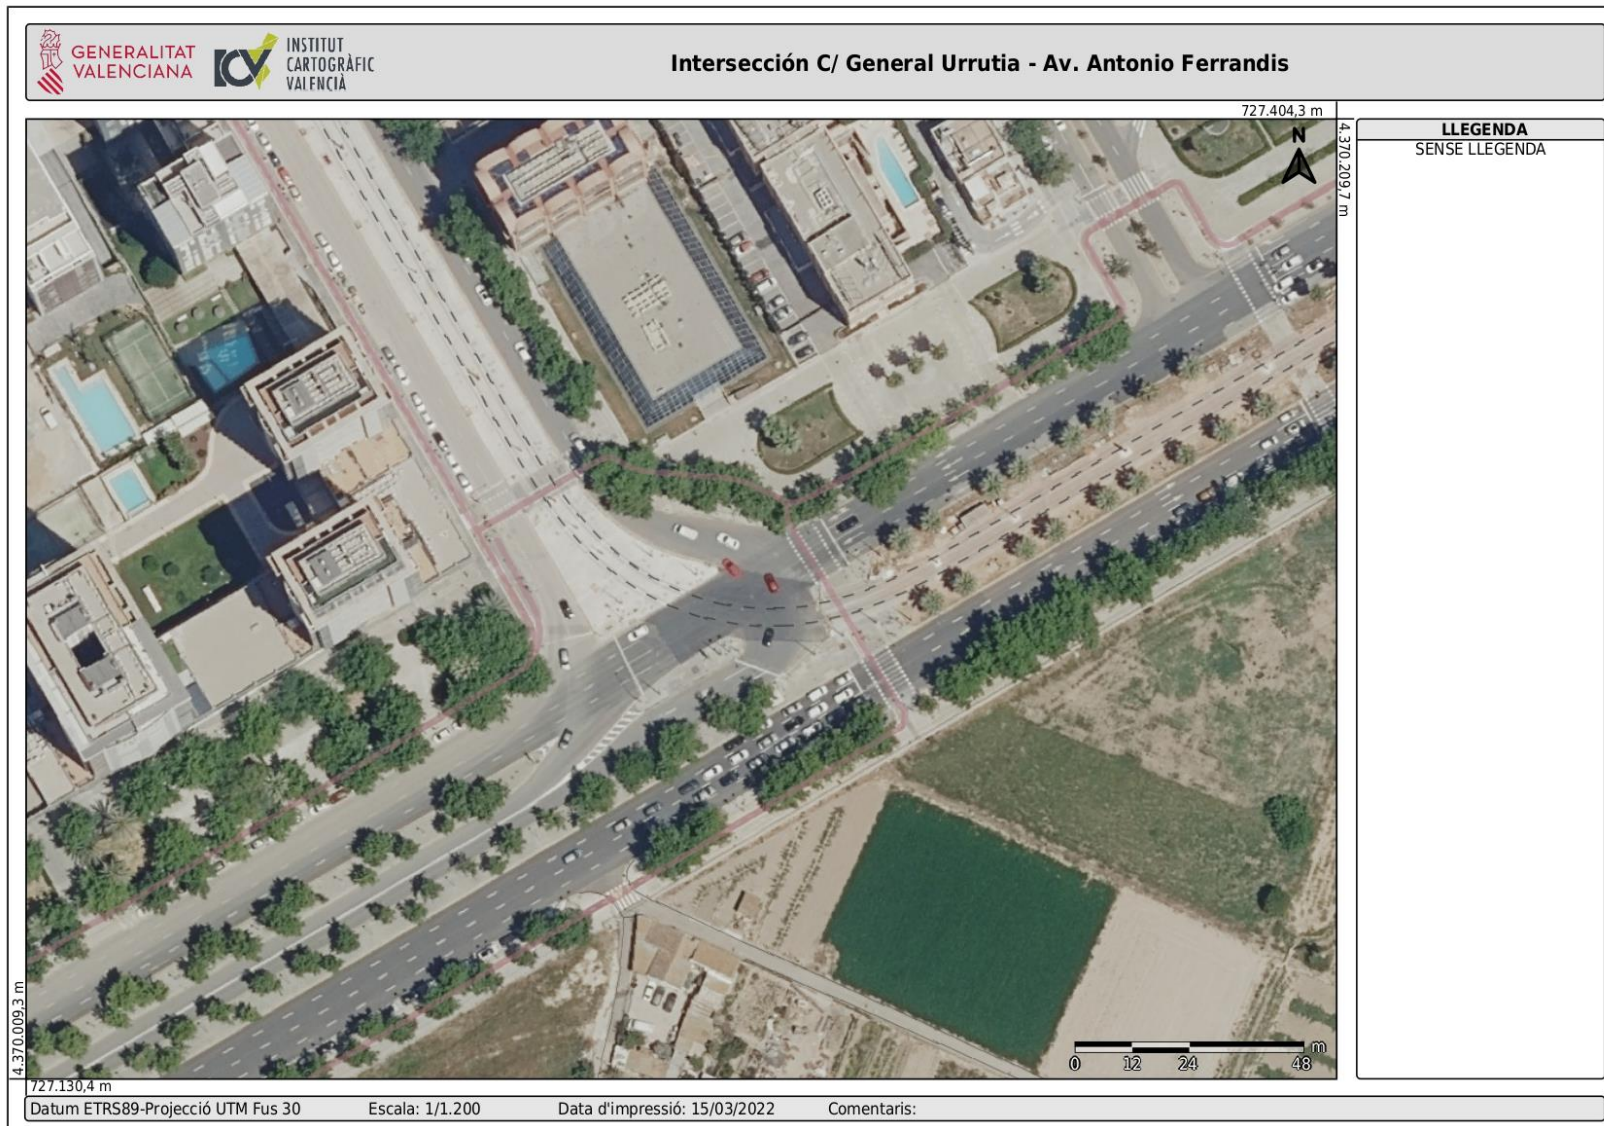 GENERALITAT
VALENCIANA
ICV
INSTITUT
CARTOGRÀFIC
VALENCIÀ
Intersección C/ General Urrutia - Av. Antonio Ferrandis
727.404,3 m
4.370.209,7 m
N
LLEGENDA
SENSE LLEGENDA
4.370.009,3 m
727.130,4 m
m
0 12 24 48
Datum ETRS89-Projecció UTM Fus 30 Escala: 1/1.200 Data d'impressió: 15/03/2022 Comentaris: